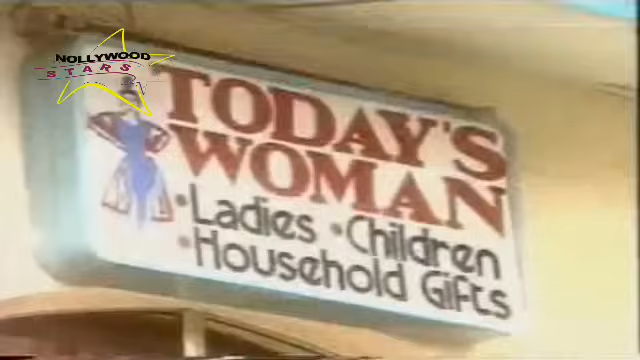 NOLLYWOOD
STARS
TODAY'S
WOMAN
• Ladies • Children
• Household Gifts